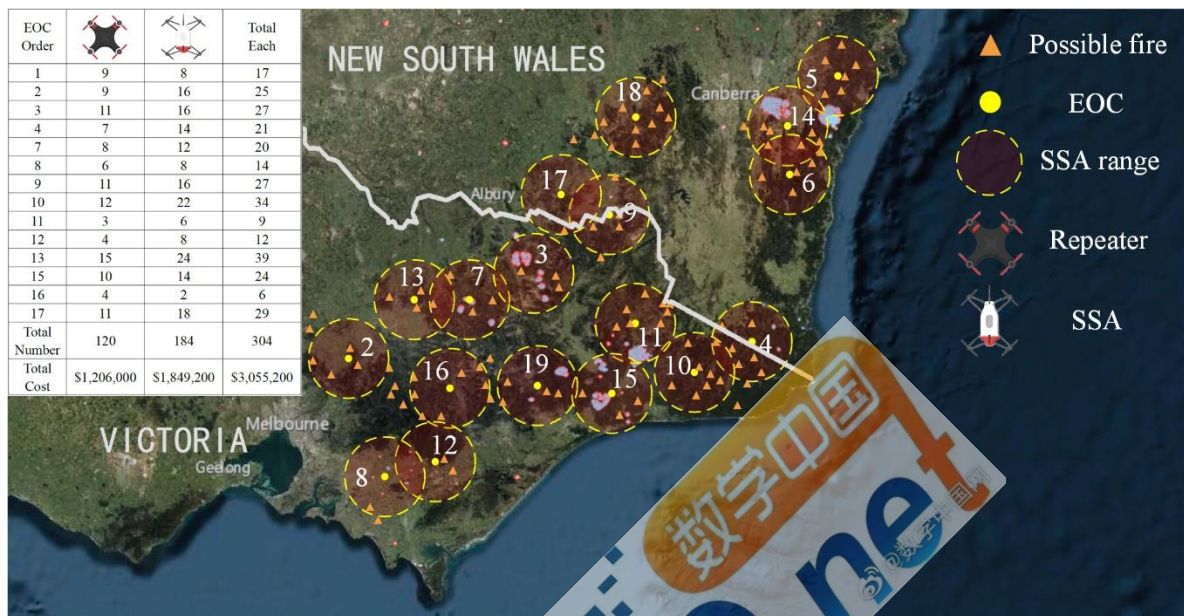 EOC Order Total Each
1 9 8 17
2 9 16 25
3 11 16 27
4 7 14 21
7 8 12 20
8 6 8 14
9 11 16 27
10 12 22 34
11 3 6 9
12 4 8 12
13 15 24 39
15 10 14 24
16 4 2 6
17 11 18 29
Total Number 120 184 304
Total Cost $1,206,000 $1,849,200 $3,055,200
NEW SOUTH WALES
Canberra
5
18
14
17
Albury
6
9
3
13
7
11
4
2
10
16
19
15
VICTORIA
Melbourne
Geelong
12
8
Possible fire
EOC
SSA range
Repeater
SSA
数学中国
net
@数学中国网